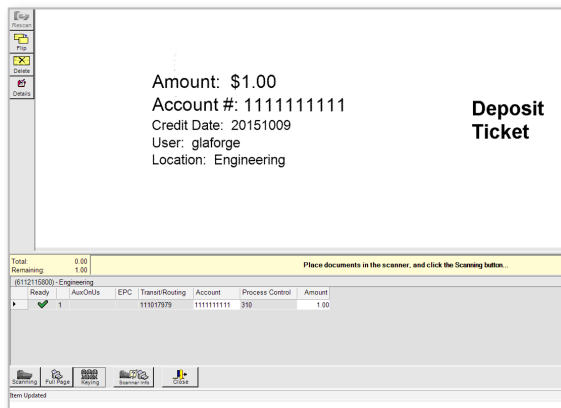 Rescan
Flip
Delete
Details
Amount: $1.00
Account #: 1111111111
Credit Date: 20151009
User: glaforge
Location: Engineering
Deposit
Ticket
Total: 0.00
Remaining: 1.00
Place documents in the scanner, and click the Scanning button...
(6112115800) - Engineering
Ready AuxOnUs EPC Transit/Routing Account Process Control Amount
1 111017979 1111111111 310 1.00
Scanning Full Page Keying Scanner Info Close
Item Updated